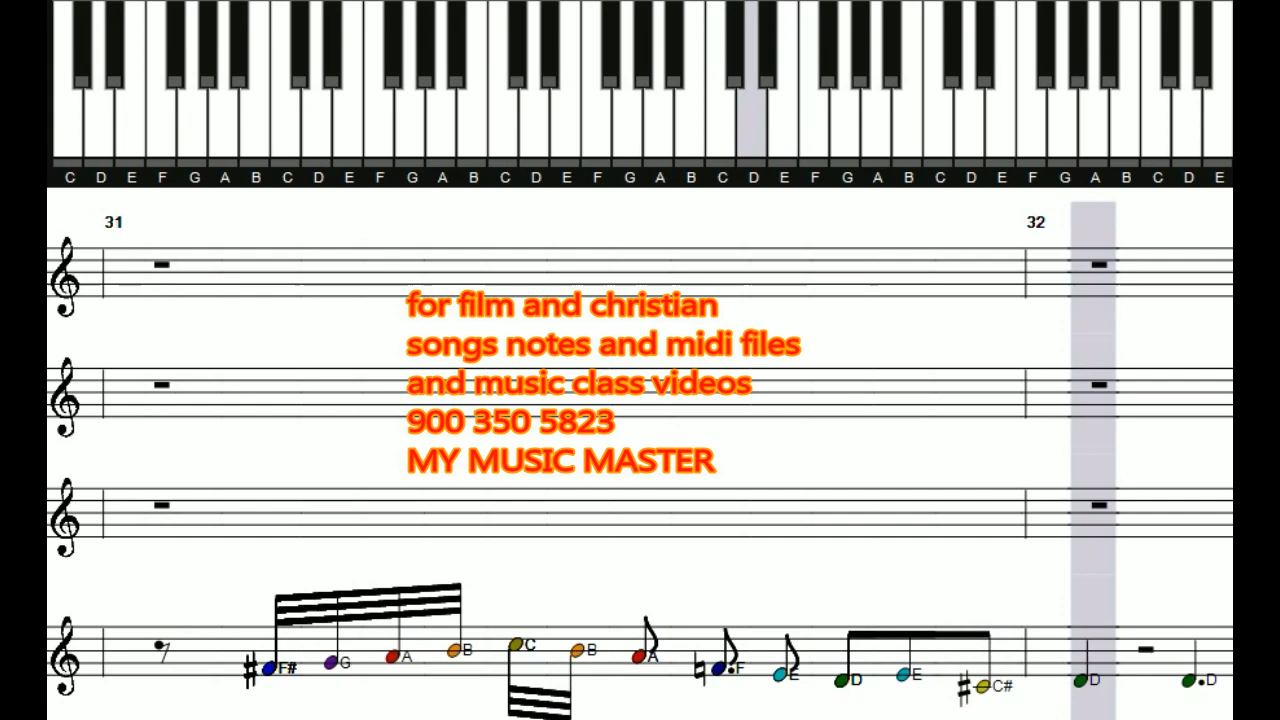 C D E F G A B C D E F G A B C D E F G A B C D E F G A B C D E F G A B C D E
31 32
for film and christian
songs notes and midi files
and music class videos
900 350 5823
MY MUSIC MASTER
F# G A B C B A F E D E C# D D